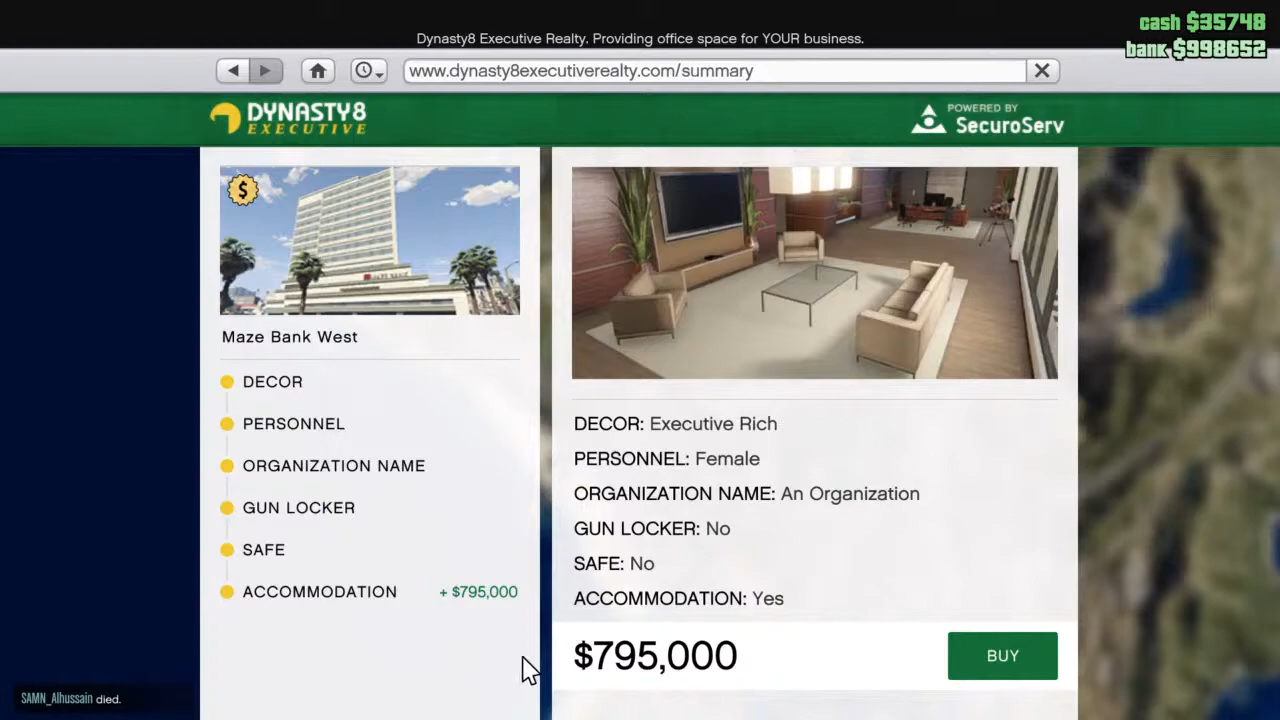 cash $35748
bank $998652
Dynasty8 Executive Realty. Providing office space for YOUR business.
www.dynasty8executiverealty.com/summary
DYNASTY8
EXECUTIVE
POWERED BY
SecuroServ
$
MAZE BANK
Maze Bank West
DECOR
PERSONNEL
ORGANIZATION NAME
GUN LOCKER
SAFE
ACCOMMODATION + $795,000
DECOR: Executive Rich
PERSONNEL: Female
ORGANIZATION NAME: An Organization
GUN LOCKER: No
SAFE: No
ACCOMMODATION: Yes
$795,000
BUY
SAMN_Alhussain died.